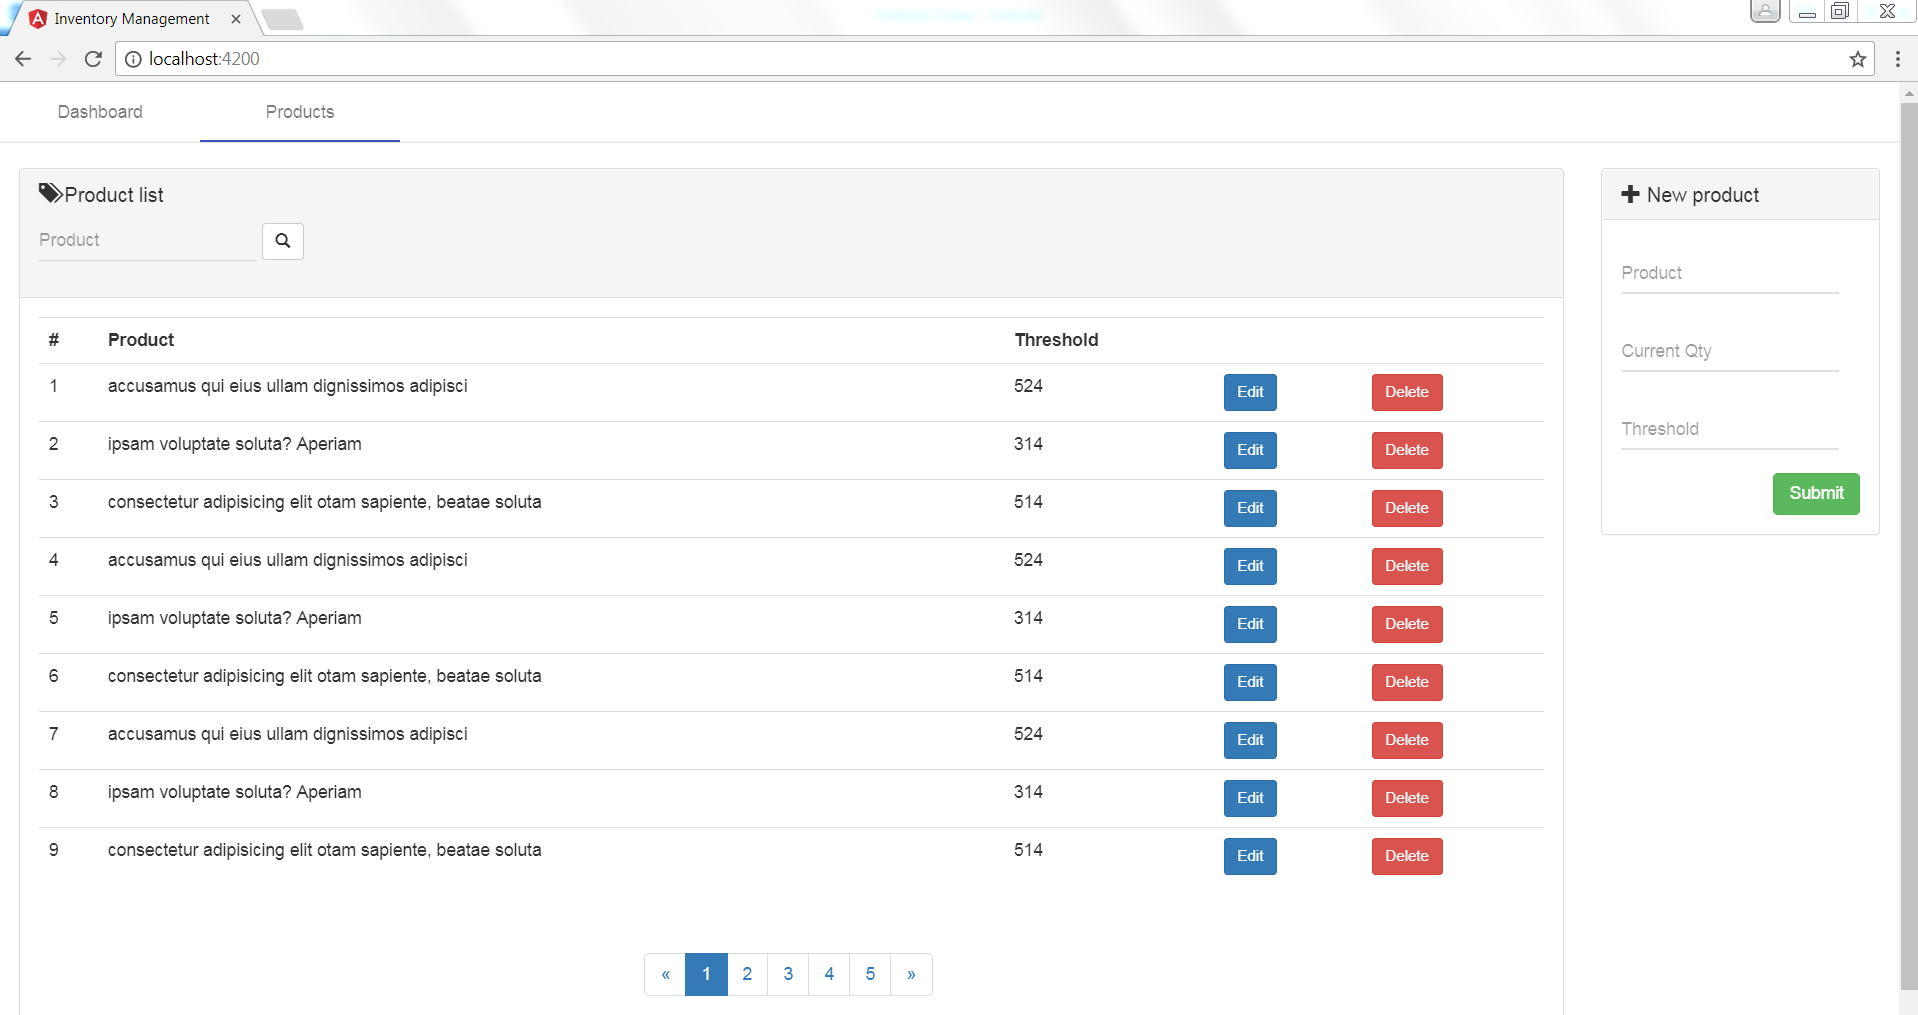 Inventory Management
localhost:4200
Dashboard Products
Product list
Product
# Product Threshold
1 accusamus qui eius ullam dignissimos adipisci 524 Edit Delete
2 ipsam voluptate soluta? Aperiam 314 Edit Delete
3 consectetur adipisicing elit otam sapiente, beatae soluta 514 Edit Delete
4 accusamus qui eius ullam dignissimos adipisci 524 Edit Delete
5 ipsam voluptate soluta? Aperiam 314 Edit Delete
6 consectetur adipisicing elit otam sapiente, beatae soluta 514 Edit Delete
7 accusamus qui eius ullam dignissimos adipisci 524 Edit Delete
8 ipsam voluptate soluta? Aperiam 314 Edit Delete
9 consectetur adipisicing elit otam sapiente, beatae soluta 514 Edit Delete
« 1 2 3 4 5 »
New product
Product
Current Qty
Threshold
Submit